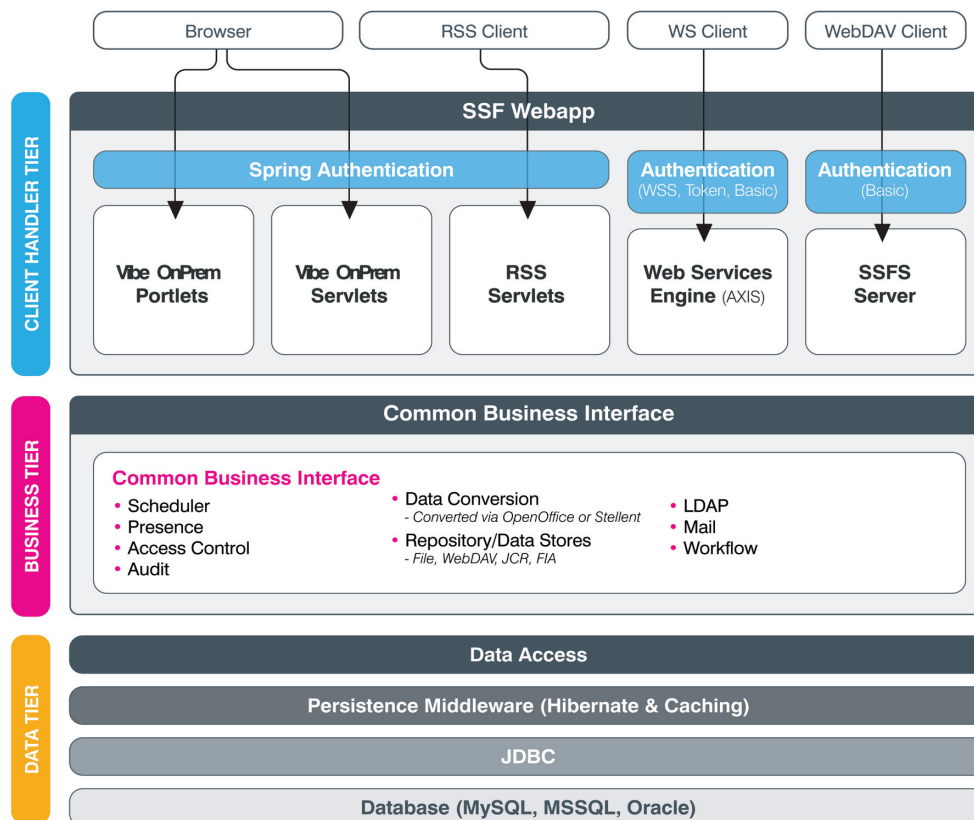 Browser
RSS Client
WS Client
WebDAV Client
CLIENT HANDLER TIER
SSF Webapp
Spring Authentication
Authentication
(WSS, Token, Basic)
Authentication
(Basic)
Vibe OnPrem
Portlets
Vibe OnPrem
Servlets
RSS
Servlets
Web Services
Engine (AXIS)
SSFS
Server
BUSINESS TIER
Common Business Interface
Common Business Interface
• Scheduler
• Presence
• Access Control
• Audit
• Data Conversion
- Converted via OpenOffice or Stellent
• Repository/Data Stores
- File, WebDAV, JCR, FIA
• LDAP
• Mail
• Workflow
DATA TIER
Data Access
Persistence Middleware (Hibernate & Caching)
JDBC
Database (MySQL, MSSQL, Oracle)